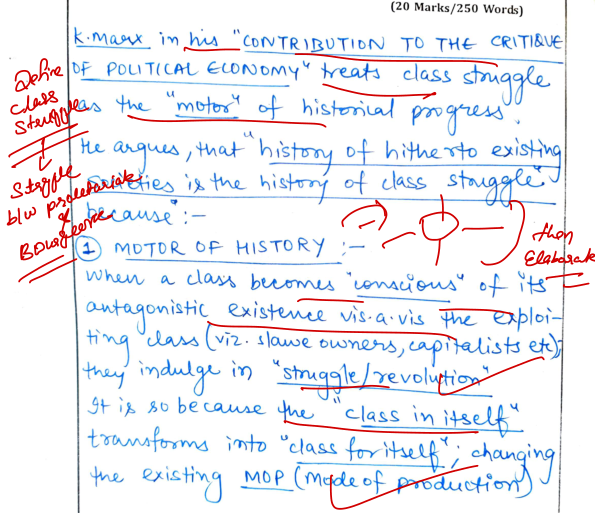 (20 Marks/250 Words)
K. Marx in his "CONTRIBUTION TO THE CRITIQUE
OF POLITICAL ECONOMY" treats class struggle
as the "motor" of historical progress.
He argues, that "history of hitherto existing
societies is the history of class struggle"
because :-
Define
class
Struggle
Struggle
b/w proletariate
&
Bourgeoisie
then
Elaborate
① MOTOR OF HISTORY :-
When a class becomes "conscious" of its
antagonistic existence vis-a-vis the exploi-
ting class (viz. slave owners, capitalists etc);
they indulge in "struggle/revolution"
It is so because the "class in itself"
transforms into "class for itself"; changing
the existing MOP (Mode of production)